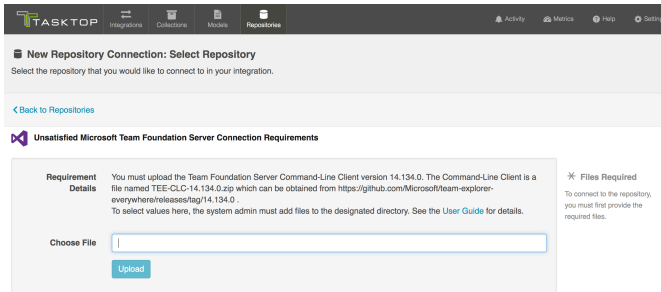 TASKTOP
Integrations
Collections
Models
Repositories
Activity
Metrics
Help
Setting
New Repository Connection: Select Repository
Select the repository that you would like to connect to in your integration.
Back to Repositories
Unsatisfied Microsoft Team Foundation Server Connection Requirements
Requirement Details
You must upload the Team Foundation Server Command-Line Client version 14.134.0. The Command-Line Client is a
file named TEE-CLC-14.134.0.zip which can be obtained from https://github.com/Microsoft/team-explorer-
everywhere/releases/tag/14.134.0 .
To select values here, the system admin must add files to the designated directory. See the User Guide for details.
Choose File
Upload
Files Required
To connect to the repository,
you must first provide the
required files.